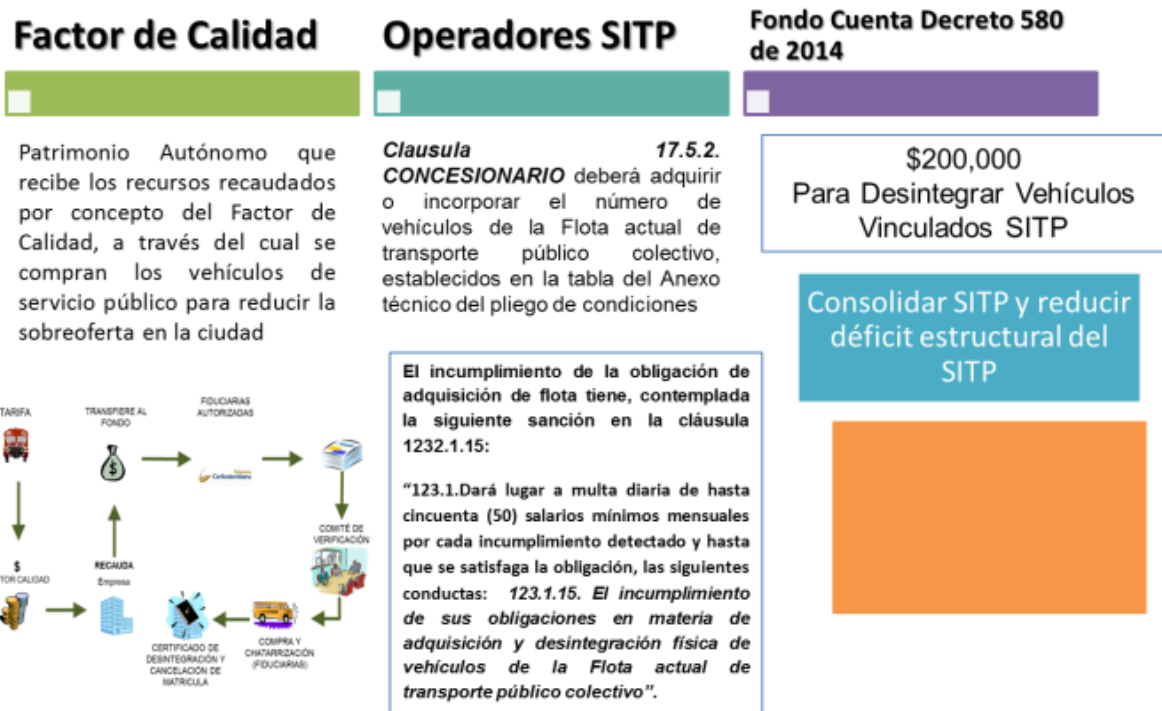 Factor de Calidad
Patrimonio Autónomo que
recibe los recursos recaudados
por concepto del Factor de
Calidad, a través del cual se
compran los vehículos de
servicio público para reducir la
sobreoferta en la ciudad
TARIFA
TRANSFIERE AL
FONDO
FIDUCIARIAS
AUTORIZADAS
COMITÉ DE
VERIFICACIÓN
$
TOR CALIDAD
RECAUDA
Empresa
CERTIFICADO DE
DESINTEGRACIÓN Y
CANCELACIÓN DE
MATRICULA
COMPRA Y
CHATARRIZACIÓN
(FIDUCIARIAS)
Operadores SITP
Clausula 17.5.2.
CONCESIONARIO deberá adquirir
o incorporar el número de
vehículos de la Flota actual de
transporte público colectivo,
establecidos en la tabla del Anexo
técnico del pliego de condiciones
El incumplimiento de la obligación de
adquisición de flota tiene, contemplada
la siguiente sanción en la cláusula
1232.1.15:
“123.1.Dará lugar a multa diaria de hasta
cincuenta (50) salarios mínimos mensuales
por cada incumplimiento detectado y hasta
que se satisfaga la obligación, las siguientes
conductas: 123.1.15. El incumplimiento
de sus obligaciones en materia de
adquisición y desintegración física de
vehículos de la Flota actual de
transporte público colectivo”.
Fondo Cuenta Decreto 580
de 2014
$200,000
Para Desintegrar Vehículos
Vinculados SITP
Consolidar SITP y reducir
déficit estructural del
SITP